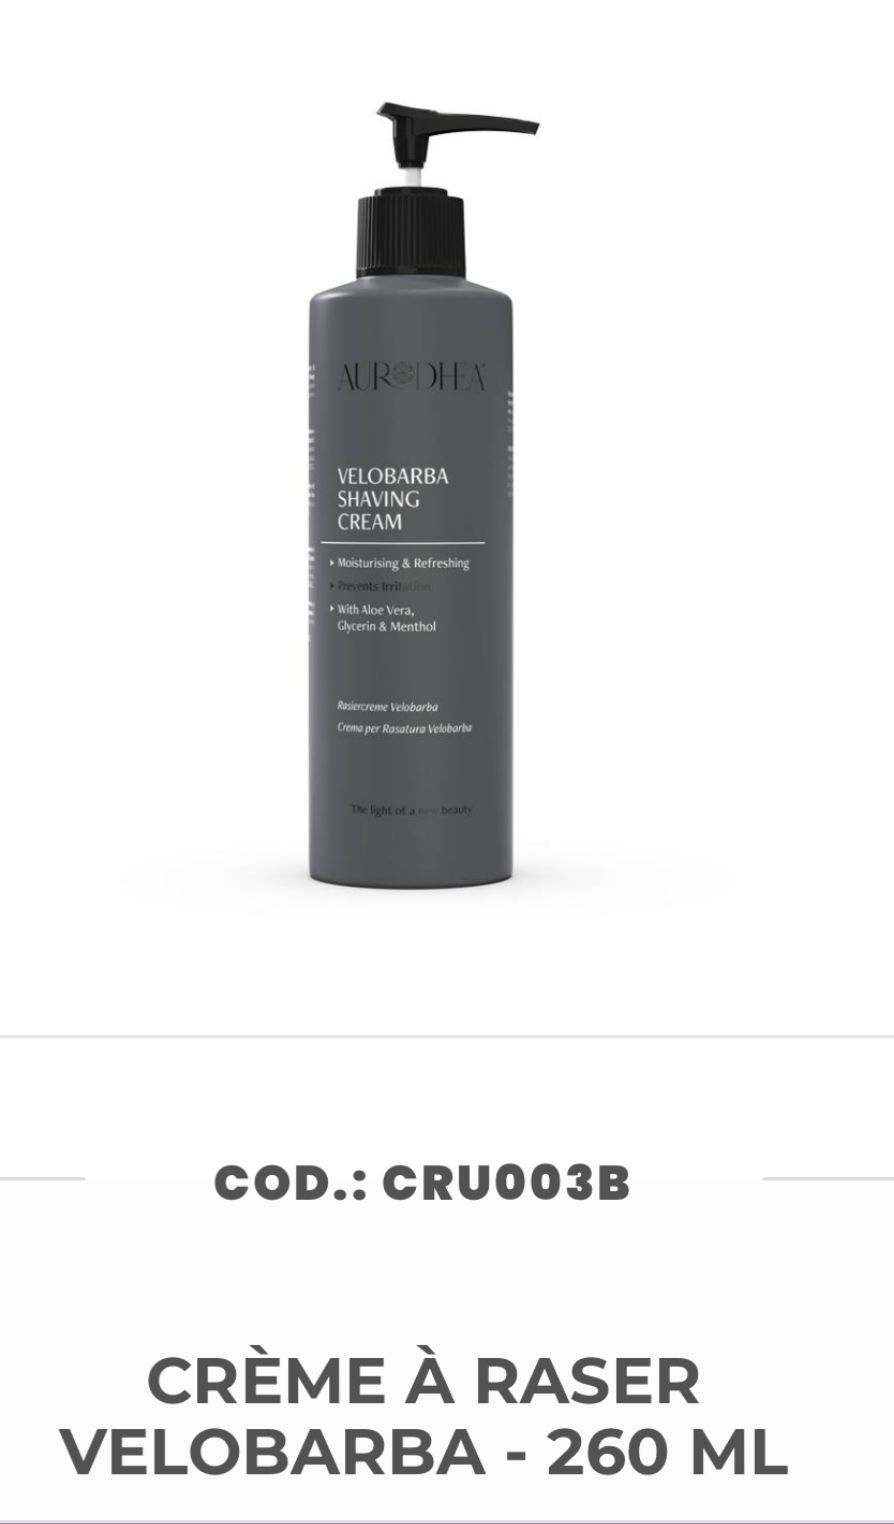 AURODHEA
VELOBARBA
SHAVING
CREAM
Moisturising & Refreshing
Prevents Irritation
With Aloe Vera,
Glycerin & Menthol
Rasiercreme Velobarba
Crema per Rasatura Velobarba
The light of a new beauty
COD.: CRU003B
CRÈME À RASER
VELOBARBA - 260 ML